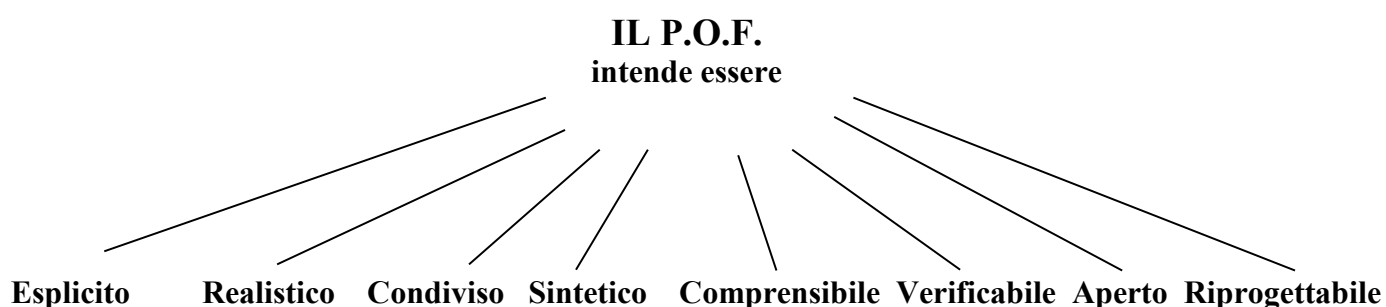 IL P.O.F.
intende essere
Esplicito Realistico Condiviso Sintetico Comprensibile Verificabile Aperto Riprogettabile